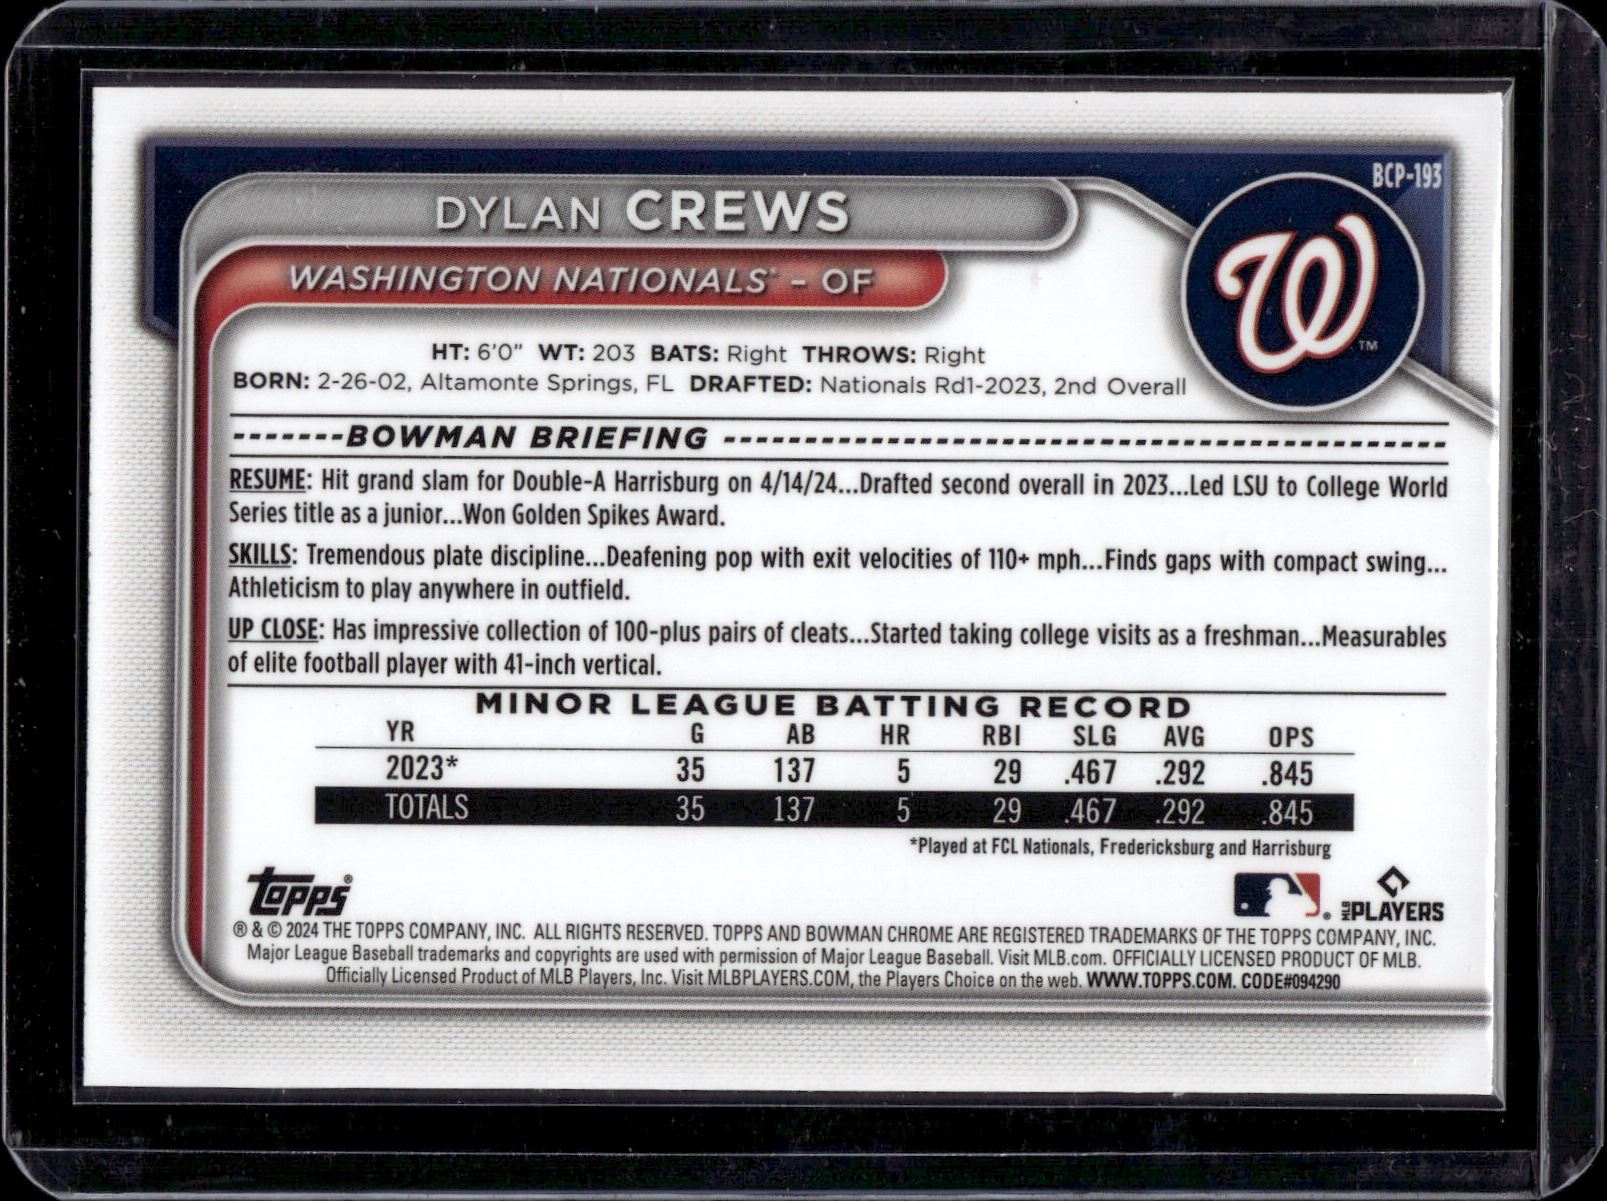 BCP-193
DYLAN CREWS
WASHINGTON NATIONALS® - OF
W
TM
HT: 6'0" WT: 203 BATS: Right THROWS: Right
BORN: 2-26-02, Altamonte Springs, FL DRAFTED: Nationals Rd1-2023, 2nd Overall
-------BOWMAN BRIEFING --------------------------------------------
RESUME: Hit grand slam for Double-A Harrisburg on 4/14/24...Drafted second overall in 2023...Led LSU to College World
Series title as a junior...Won Golden Spikes Award.
SKILLS: Tremendous plate discipline...Deafening pop with exit velocities of 110+ mph...Finds gaps with compact swing...
Athleticism to play anywhere in outfield.
UP CLOSE: Has impressive collection of 100-plus pairs of cleats...Started taking college visits as a freshman...Measurables
of elite football player with 41-inch vertical.
MINOR LEAGUE BATTING RECORD
YR G AB HR RBI SLG AVG OPS
2023* 35 137 5 29 .467 .292 .845
TOTALS 35 137 5 29 .467 .292 .845
*Played at FCL Nationals, Fredericksburg and Harrisburg
Topps® ® MLB PLAYERS
® & © 2024 THE TOPPS COMPANY, INC. ALL RIGHTS RESERVED. TOPPS AND BOWMAN CHROME ARE REGISTERED TRADEMARKS OF THE TOPPS COMPANY, INC.
Major League Baseball trademarks and copyrights are used with permission of Major League Baseball. Visit MLB.com. OFFICIALLY LICENSED PRODUCT OF MLB.
Officially Licensed Product of MLB Players, Inc. Visit MLBPLAYERS.COM, the Players Choice on the web. WWW.TOPPS.COM. CODE#094290